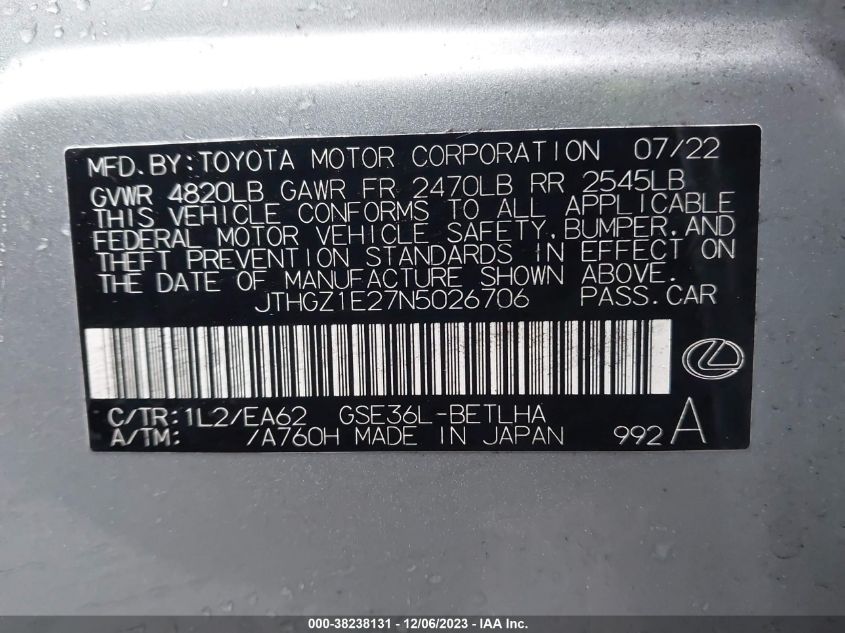 MFD. BY: TOYOTA MOTOR CORPORATION 07/22
GVWR 4820LB GAWR FR 2470LB RR 2545LB
THIS VEHICLE CONFORMS TO ALL APPLICABLE
FEDERAL MOTOR VEHICLE SAFETY, BUMPER, AND
THEFT PREVENTION STANDARDS IN EFFECT ON
THE DATE OF MANUFACTURE SHOWN ABOVE.
JTHGZ1E27N5026706 PASS. CAR
C/TR: 1L2/EA62 GSE36L-BETLHA
A/TM: /A760H MADE IN JAPAN 992 A
000-38238131 - 12/06/2023 - IAA Inc.